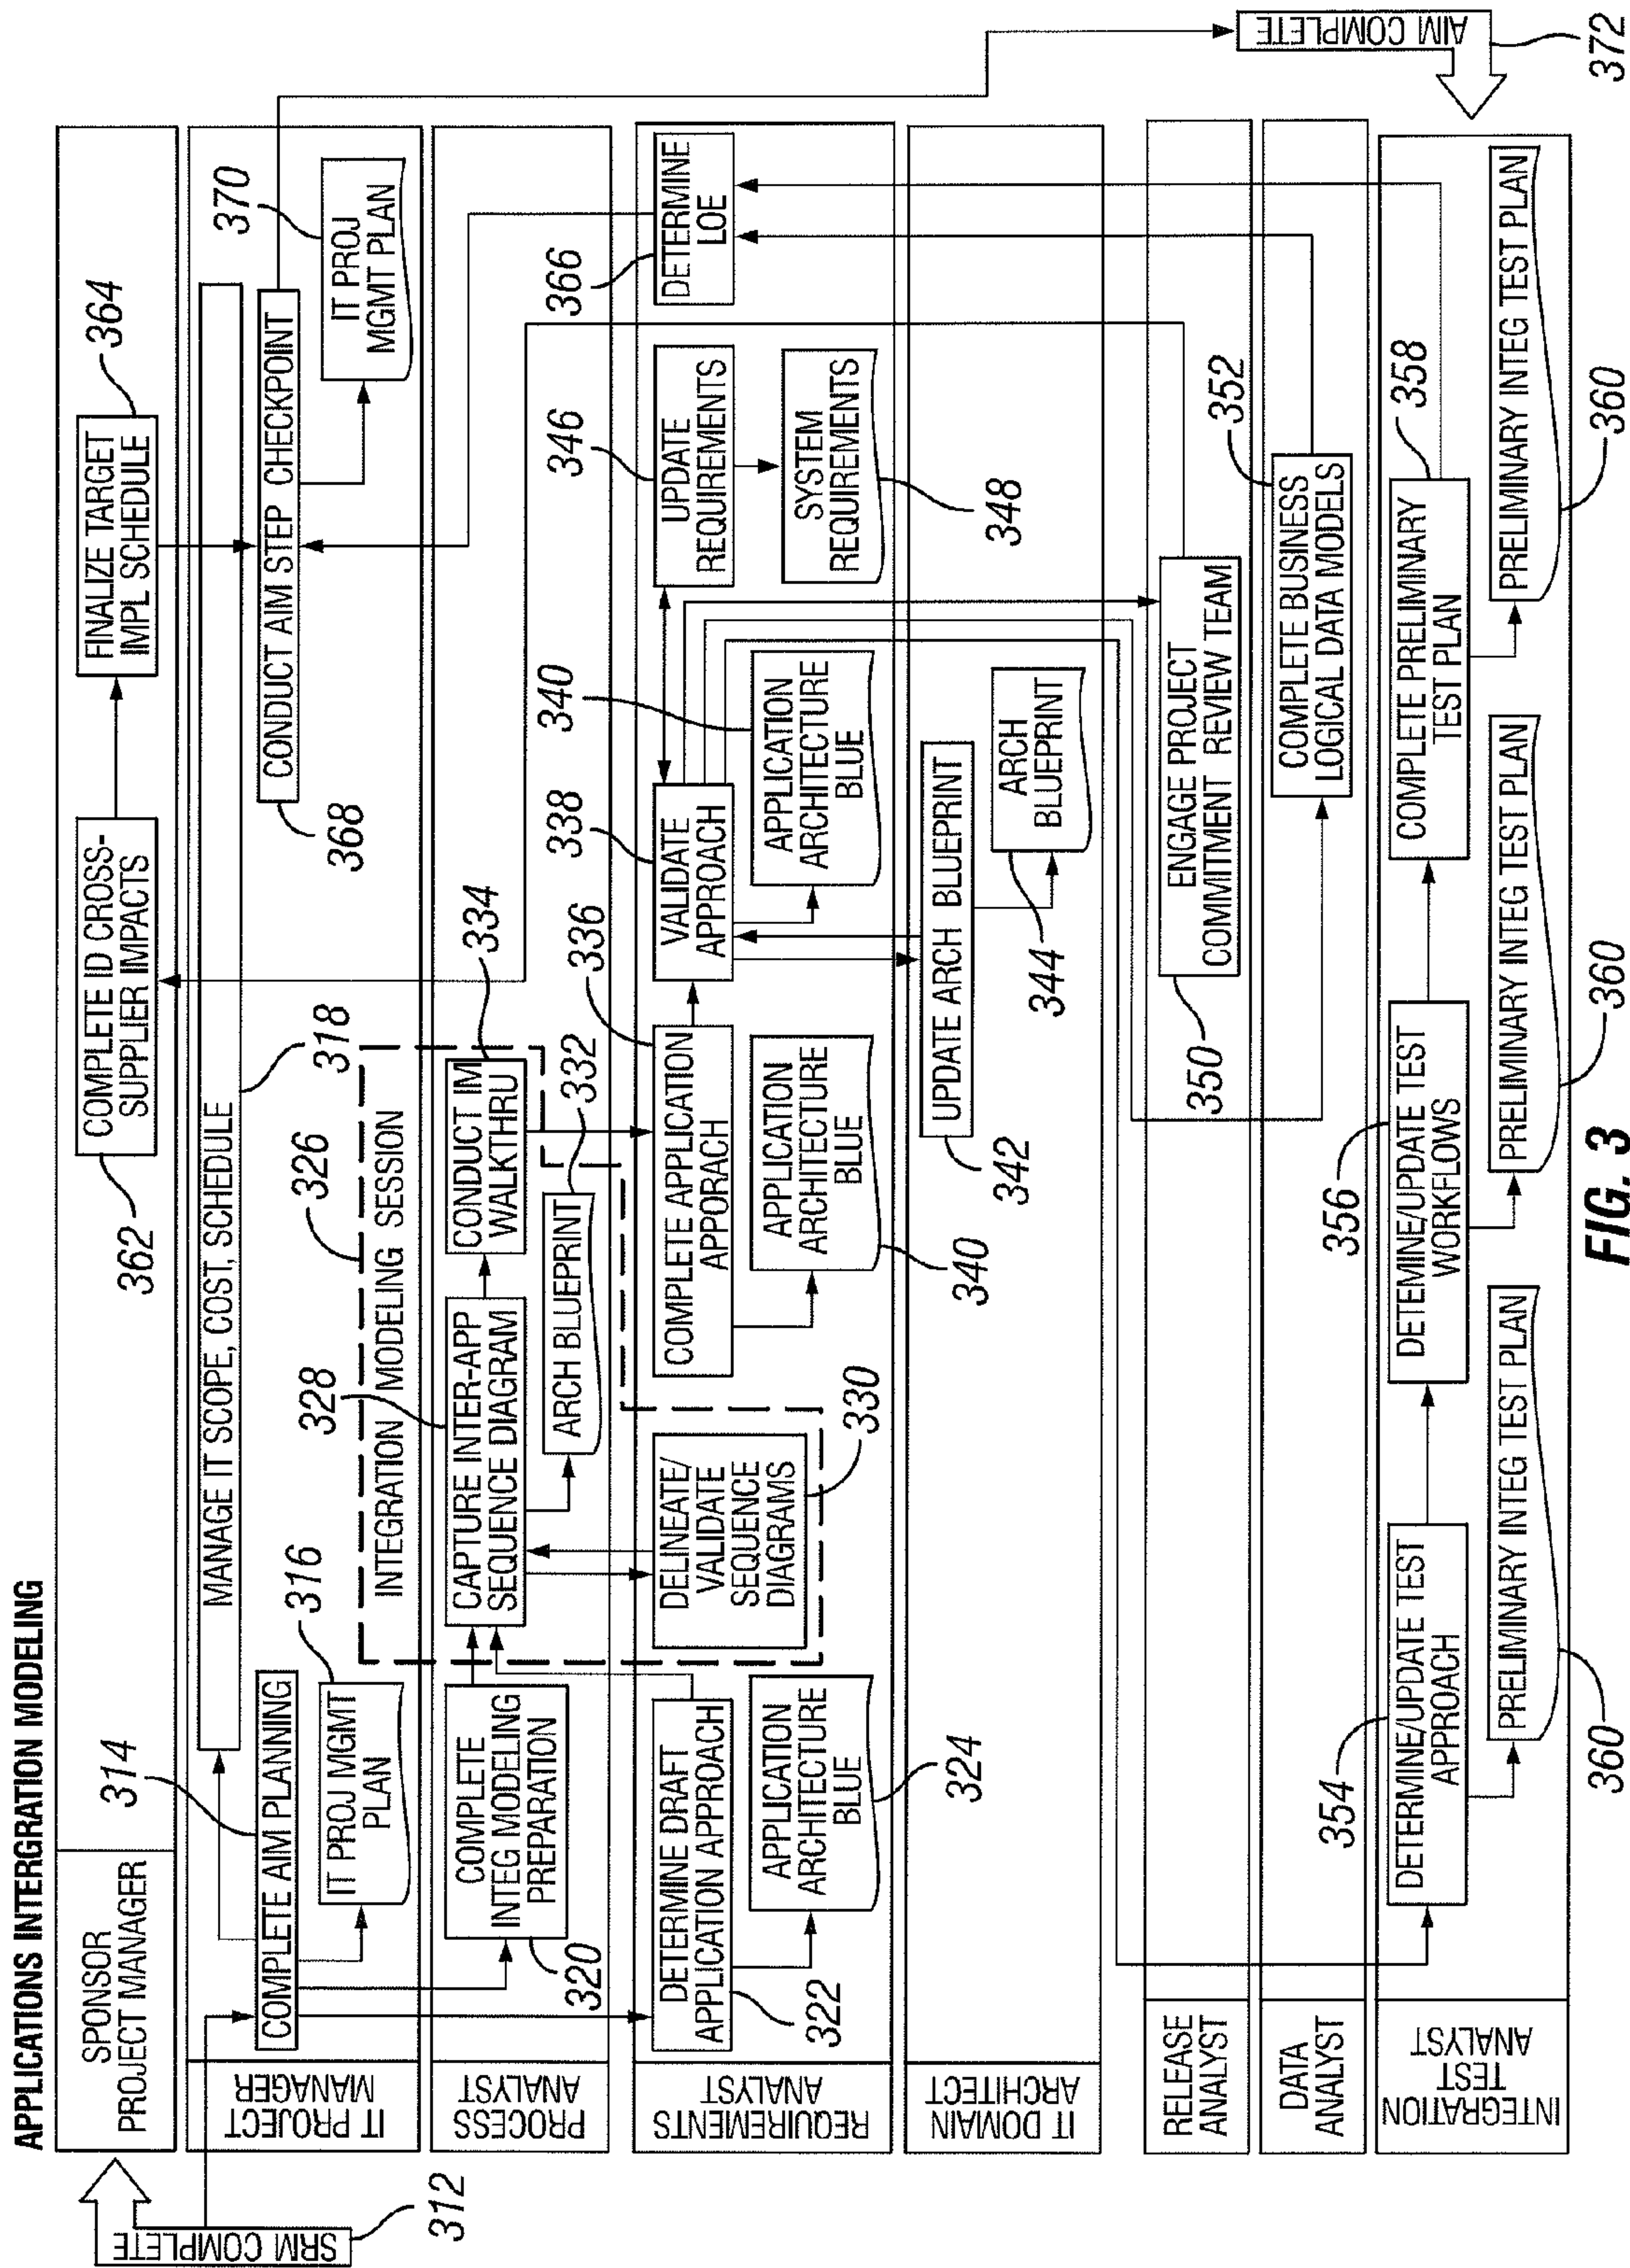 APPLICATIONS INTERGRATION MODELING
SRM COMPLETE
312
SPONSOR
PROJECT MANAGER
362
COMPLETE ID CROSS-
SUPPLIER IMPACTS
FINALIZE TARGET
IMPL SCHEDULE
364
IT PROJECT
MANAGER
314
COMPLETE AIM PLANNING
IT PROJ MGMT
PLAN
316
MANAGE IT SCOPE, COST, SCHEDULE
318
368
CONDUCT AIM STEP CHECKPOINT
IT PROJ
MGMT PLAN
370
PROCESS
ANALYST
COMPLETE
INTEG MODELING
PREPARATION
320
326
INTEGRATION MODELING SESSION
328
CAPTURE INTER-APP
SEQUENCE DIAGRAM
ARCH BLUEPRINT
332
CONDUCT IM
WALKTHRU
334
REQUIREMENTS
ANALYST
DETERMINE DRAFT
APPLICATION APPROACH
322
APPLICATION
ARCHITECTURE
BLUE
324
DELINEATE/
VALIDATE
SEQUENCE
DIAGRAMS
330
COMPLETE APPLICATION
APPORACH
336
APPLICATION
ARCHITECTURE
BLUE
340
VALIDATE
APPROACH
338
APPLICATION
ARCHITECTURE
BLUE
340
UPDATE
REQUIREMENTS
346
SYSTEM
REQUIREMENTS
348
DETERMINE
LOE
366
IT DOMAIN
ARCHITECT
342
UPDATE ARCH BLUEPRINT
ARCH
BLUEPRINT
344
RELEASE
ANALYST
350
ENGAGE PROJECT
COMMITMENT REVIEW TEAM
DATA
ANALYST
COMPLETE BUSINESS
LOGICAL DATA MODELS
352
INTEGRATION
TEST
ANALYST
354
DETERMINE/UPDATE TEST
APPROACH
PRELIMINARY INTEG TEST PLAN
360
356
DETEMINE/UPDATE TEST
WORKFLOWS
PRELIMINARY INTEG TEST PLAN
360
COMPLETE PRELIMINARY
TEST PLAN
358
PRELIMINARY INTEG TEST PLAN
360
AIM COMPLETE
372
FIG. 3